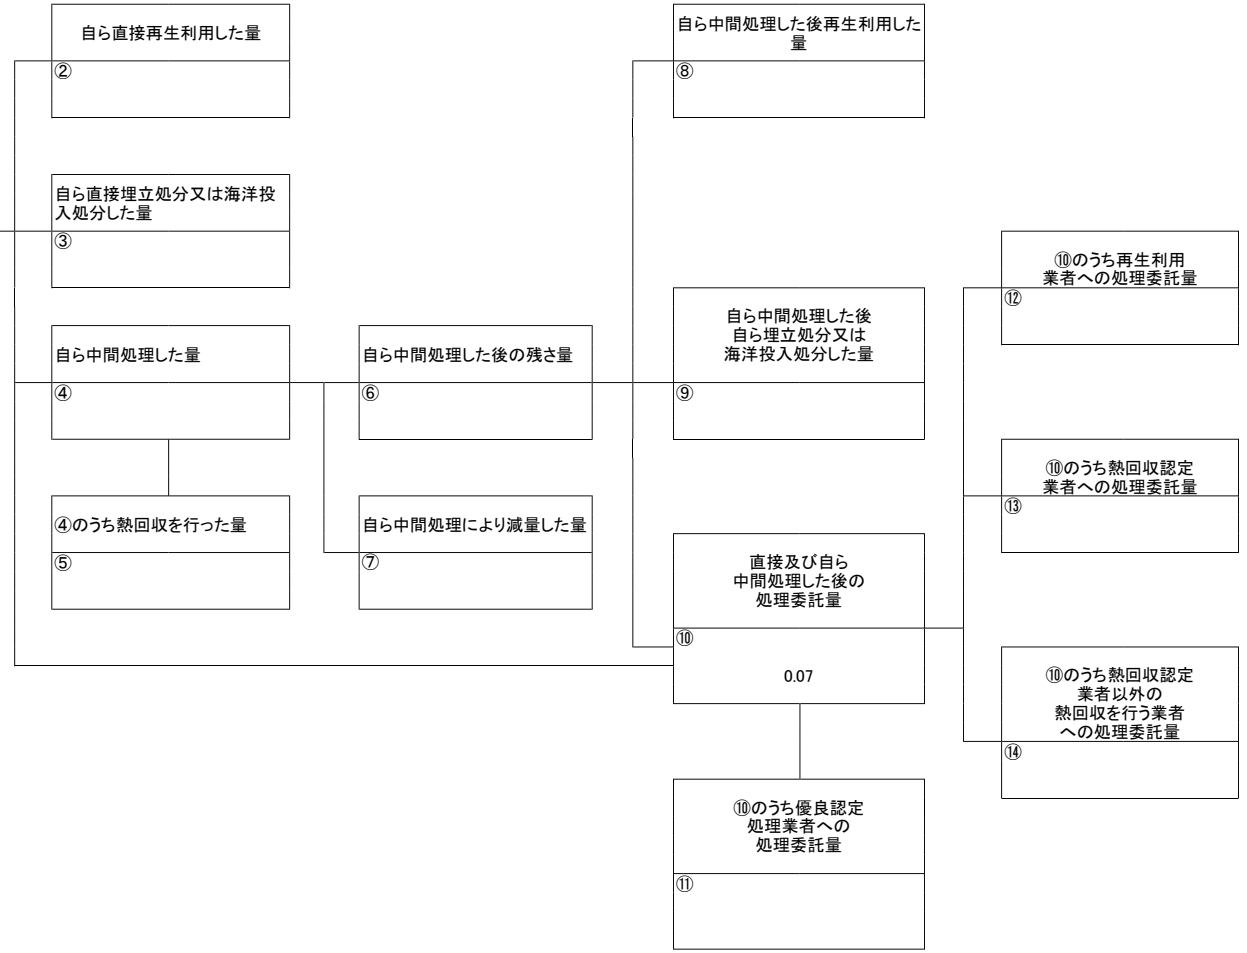 自ら直接再生利用した量
②
自ら中間処理した後再生利用した
量
⑧
自ら直接埋立処分又は海洋投
入処分した量
③
⑩のうち再生利用
業者への処理委託量
⑫
自ら中間処理した量
④
自ら中間処理した後の残さ量
⑥
自ら中間処理した後
自ら埋立処分又は
海洋投入処分した量
⑨
⑩のうち熱回収認定
業者への処理委託量
⑬
④のうち熱回収を行った量
⑤
自ら中間処理により減量した量
⑦
直接及び自ら
中間処理した後の
処理委託量
⑩
0.07
⑩のうち熱回収認定
業者以外の
熱回収を行う業者
への処理委託量
⑭
⑩のうち優良認定
処理業者への
処理委託量
⑪